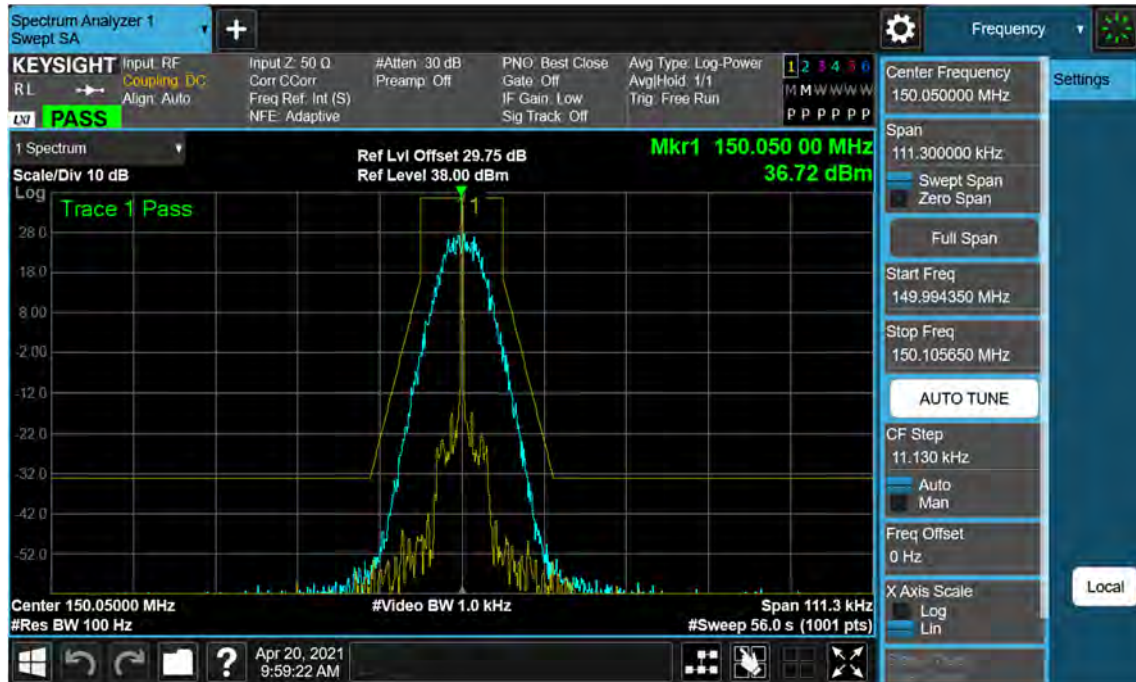 Spectrum Analyzer 1
Swept SA
+
Frequency
KEYSIGHT
RL
LXI
PASS
Input: RF
Coupling: DC
Align: Auto
Input Z: 50 Ω
Corr CCorr
Freq Ref: Int (S)
NFE: Adaptive
#Atten: 30 dB
Preamp: Off
PNO: Best Close
Gate: Off
IF Gain: Low
Sig Track: Off
Avg Type: Log-Power
Avg|Hold: 1/1
Trig: Free Run
1 2 3 4 5 6
M M W W W W
P P P P P P
1 Spectrum
Scale/Div 10 dB
Log
Ref Lvl Offset 29.75 dB
Ref Level 38.00 dBm
Mkr1 150.050 00 MHz
36.72 dBm
Trace 1 Pass
1
28.0
18.0
8.00
-2.00
-12.0
-22.0
-32.0
-42.0
-52.0
Center 150.05000 MHz
#Res BW 100 Hz
#Video BW 1.0 kHz
Span 111.3 kHz
#Sweep 56.0 s (1001 pts)
?
Apr 20, 2021
9:59:22 AM
Center Frequency
150.050000 MHz
Span
111.300000 kHz
Swept Span
Zero Span
Full Span
Start Freq
149.994350 MHz
Stop Freq
150.105650 MHz
AUTO TUNE
CF Step
11.130 kHz
Auto
Man
Freq Offset
0 Hz
X Axis Scale
Log
Lin
Settings
Local